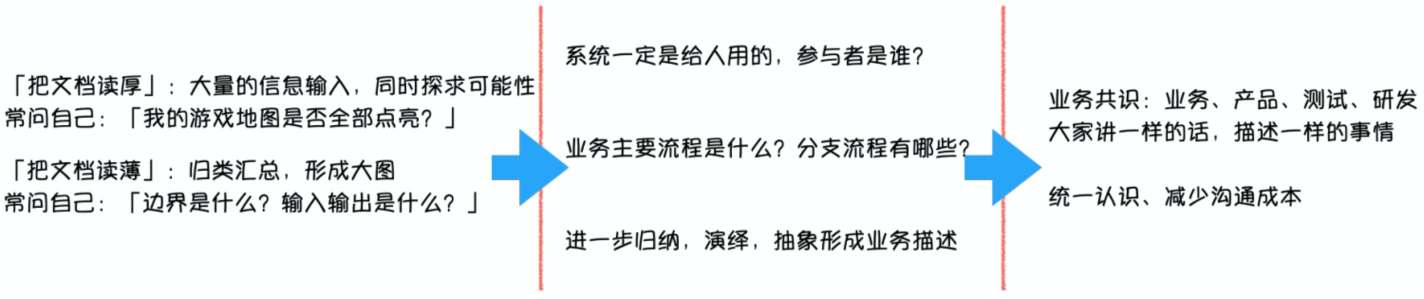 「把文档读厚」：大量的信息输入，同时探求可能性
常问自己：「我的游戏地图是否全部点亮？」
「把文档读薄」：归类汇总，形成大图
常问自己：「边界是什么？输入输出是什么？」
系统一定是给人用的，参与者是谁？
业务主要流程是什么？分支流程有哪些？
进一步归纳，演绎，抽象形成业务描述
业务共识：业务、产品、测试、研发
大家讲一样的话，描述一样的事情
统一认识、减少沟通成本